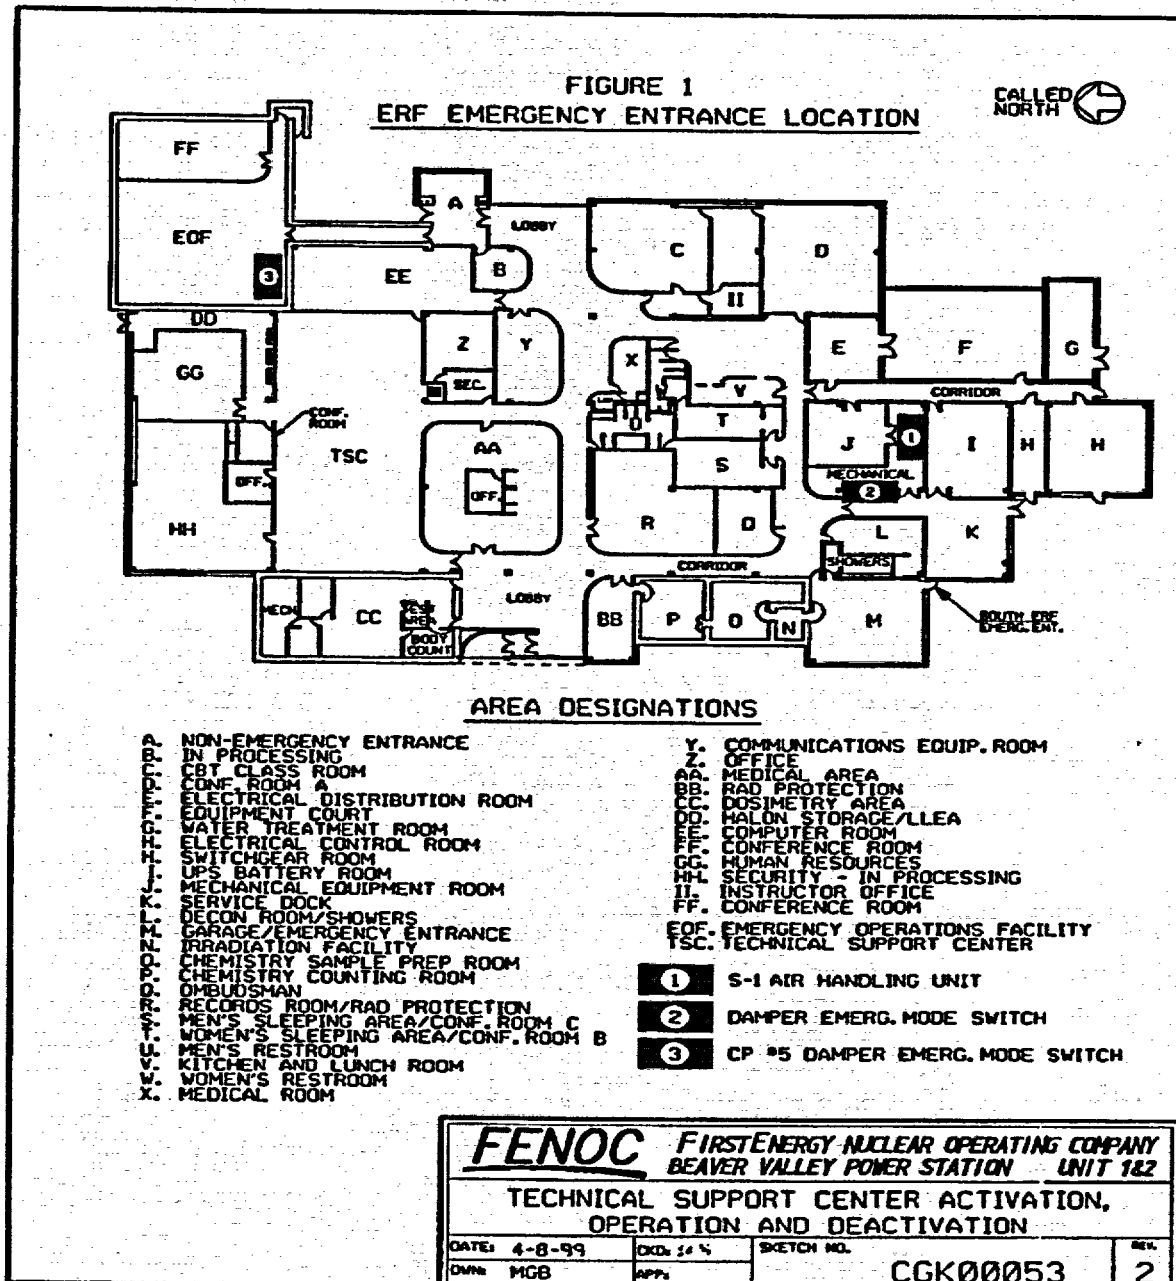 FIGURE 1
ERF EMERGENCY ENTRANCE LOCATION
CALLED
NORTH
FF
EOF
3
A
LOBBY
B
EE
C
II
D
DD
GG
CONF.
ROOM
OFF.
HH
TSC
Z
SEC.
Y
AA
OFF.
X
U
V
T
S
R
O
E
F
G
CORRIDOR
J
MECHANICAL
1
2
I
H
H
L
SHOWERS
K
SOUTH ERF
EMERG. ENT.
CORRIDOR
LOBBY
MECH.
CC
TEST
AREA
BODY
COUNT
BB
P
O
N
M
AREA DESIGNATIONS
A. NON-EMERGENCY ENTRANCE
B. IN PROCESSING
C. CBT CLASS ROOM
D. CONF. ROOM A
E. ELECTRICAL DISTRIBUTION ROOM
F. EQUIPMENT COURT
G. WATER TREATMENT ROOM
H. ELECTRICAL CONTROL ROOM
H. SWITCHGEAR ROOM
I. UPS BATTERY ROOM
J. MECHANICAL EQUIPMENT ROOM
K. SERVICE DOCK
L. DECON ROOM/SHOWERS
M. GARAGE/EMERGENCY ENTRANCE
N. IRRADIATION FACILITY
O. CHEMISTRY SAMPLE PREP ROOM
P. CHEMISTRY COUNTING ROOM
Q. OMBUDSMAN
R. RECORDS ROOM/RAD PROTECTION
S. MEN'S SLEEPING AREA/CONF. ROOM C
T. WOMEN'S SLEEPING AREA/CONF. ROOM B
U. MEN'S RESTROOM
V. KITCHEN AND LUNCH ROOM
W. WOMEN'S RESTROOM
X. MEDICAL ROOM
Y. COMMUNICATIONS EQUIP. ROOM
Z. OFFICE
AA. MEDICAL AREA
BB. RAD PROTECTION
CC. DOSIMETRY AREA
DD. HALON STORAGE/LLEA
EE. COMPUTER ROOM
FF. CONFERENCE ROOM
GG. HUMAN RESOURCES
HH. SECURITY - IN PROCESSING
II. INSTRUCTOR OFFICE
FF. CONFERENCE ROOM
EOF. EMERGENCY OPERATIONS FACILITY
TSC. TECHNICAL SUPPORT CENTER
1 S-1 AIR HANDLING UNIT
2 DAMPER EMERG. MODE SWITCH
3 CP #5 DAMPER EMERG. MODE SWITCH
FENOC FIRSTENERGY NUCLEAR OPERATING COMPANY
BEAVER VALLEY POWER STATION UNIT 1&2
TECHNICAL SUPPORT CENTER ACTIVATION,
OPERATION AND DEACTIVATION
DATE: 4-8-99 CKD: SKETCH NO. REV.
DWN: MGB APP: CGK00053 2